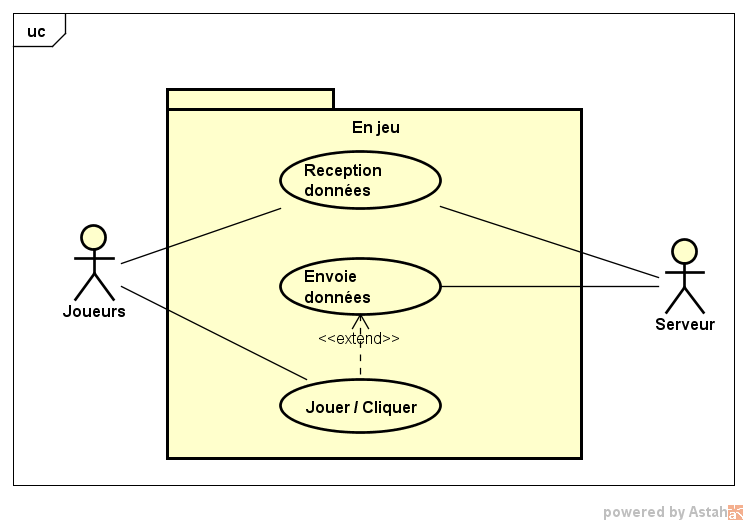 uc
En jeu
Reception
données
Envoie
données
<<extend>>
Jouer / Cliquer
Joueurs
Serveur
powered by Astah